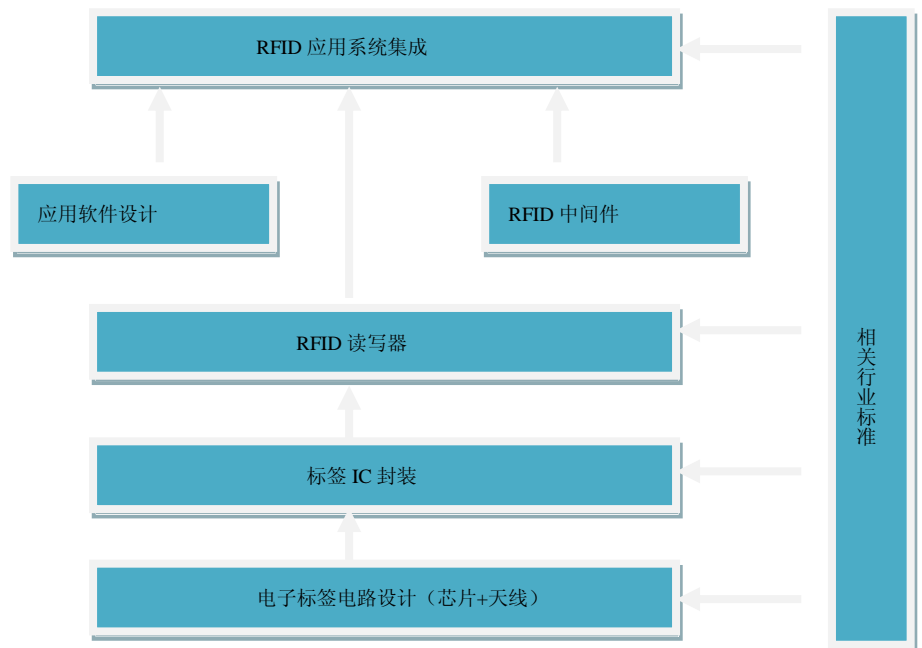 RFID 应用系统集成
应用软件设计
RFID 中间件
RFID 读写器
标签 IC 封装
电子标签电路设计（芯片+天线）
相关行业标准